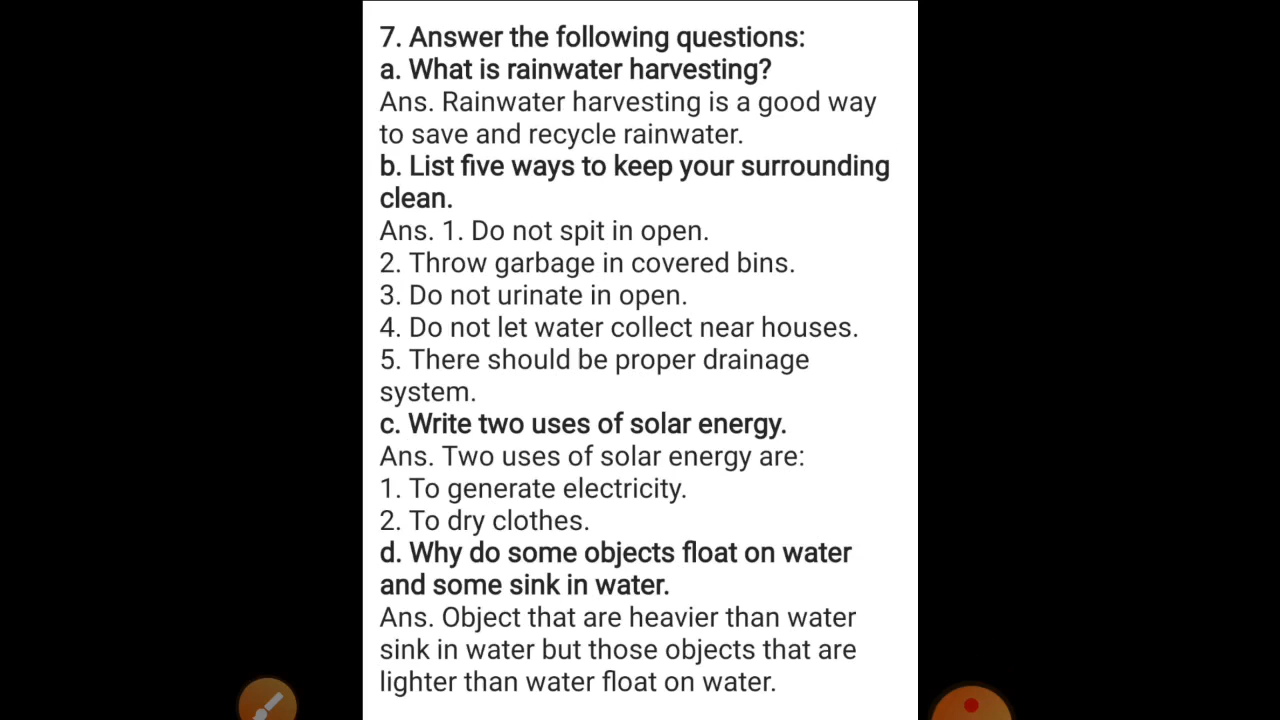 7. Answer the following questions:
a. What is rainwater harvesting?
Ans. Rainwater harvesting is a good way
to save and recycle rainwater.
b. List five ways to keep your surrounding
clean.
Ans. 1. Do not spit in open.
2. Throw garbage in covered bins.
3. Do not urinate in open.
4. Do not let water collect near houses.
5. There should be proper drainage
system.
c. Write two uses of solar energy.
Ans. Two uses of solar energy are:
1. To generate electricity.
2. To dry clothes.
d. Why do some objects float on water
and some sink in water.
Ans. Object that are heavier than water
sink in water but those objects that are
lighter than water float on water.